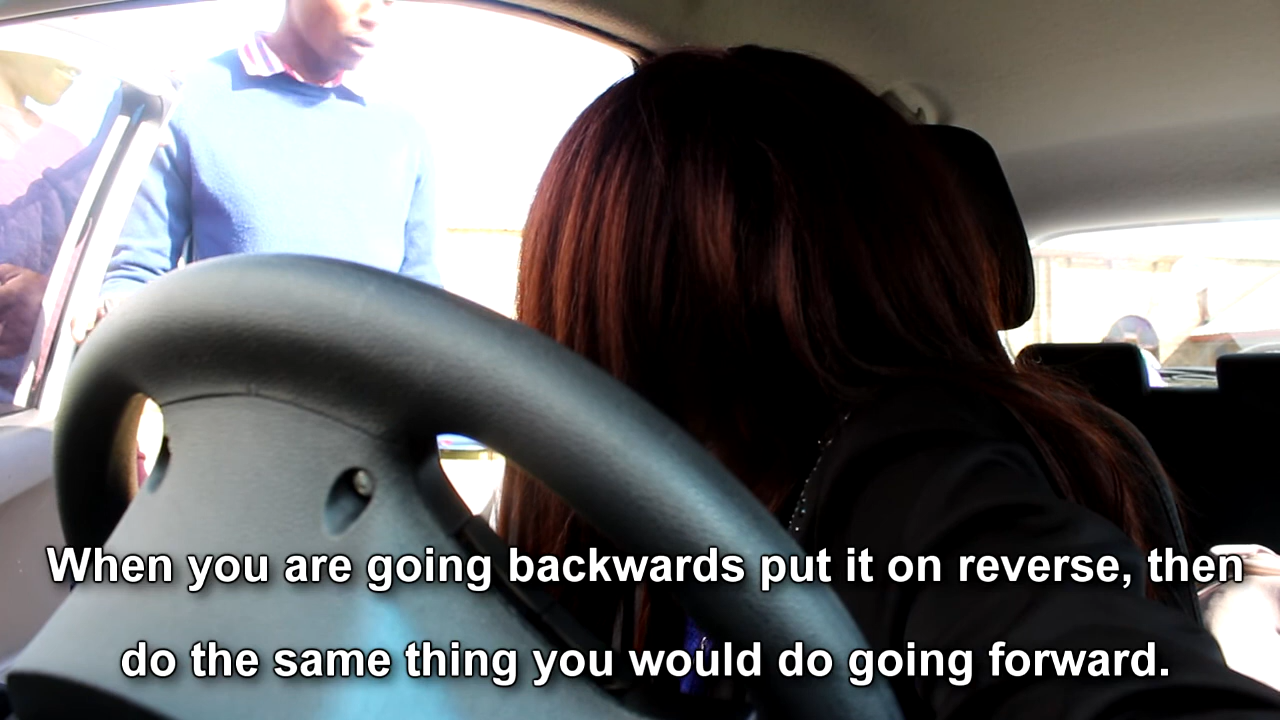 When you are going backwards put it on reverse, then
do the same thing you would do going forward.